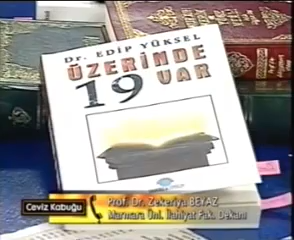 Dr. EDİP YÜKSEL
ÜZERİNDE
19 VAR
Ceviz Kabuğu
Prof. Dr. Zekeriya BEYAZ
Marmara Üni. İlahiyat Fak. Dekanı